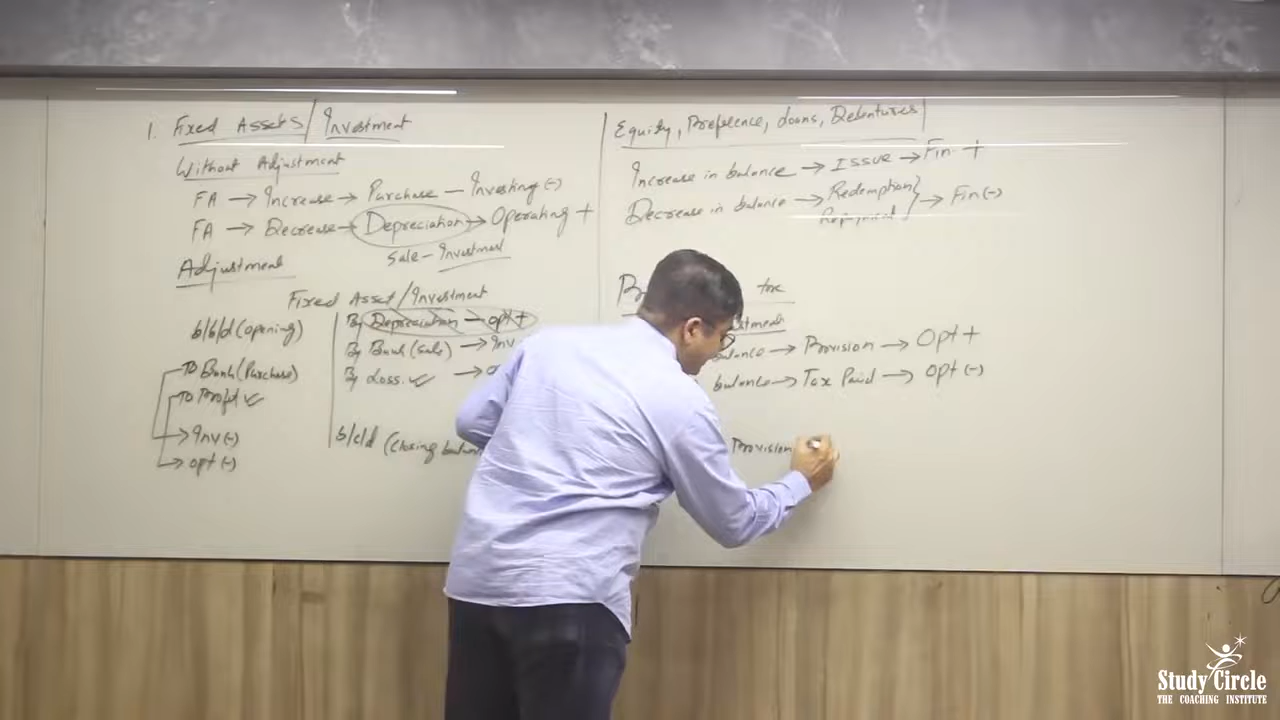 1. Fixed Assets/Investment
Without Adjustment
FA → Increase → Purchase – Investing (-)
FA → Decrease → Depreciation → Operating +
Sale – Investment
Adjustment
Fixed Asset/Investment
b/b/d (opening)
To Bank (Purchase)
To Profit ✓
→ Inv (-)
→ opt (-)
By Depreciation – opt +
By Bank (sale) → Inv
By Loss. ✓ →
b/c/d (Closing
Equity, Preference, Loans, Debentures
Increase in balance → Issue → Fin +
Decrease in balance → Redemption } → Fin (-)
Repayment
tax
balance → Provision → Opt +
balance → Tax Paid → Opt (-)
Provision
Study Circle
THE COACHING INSTITUTE